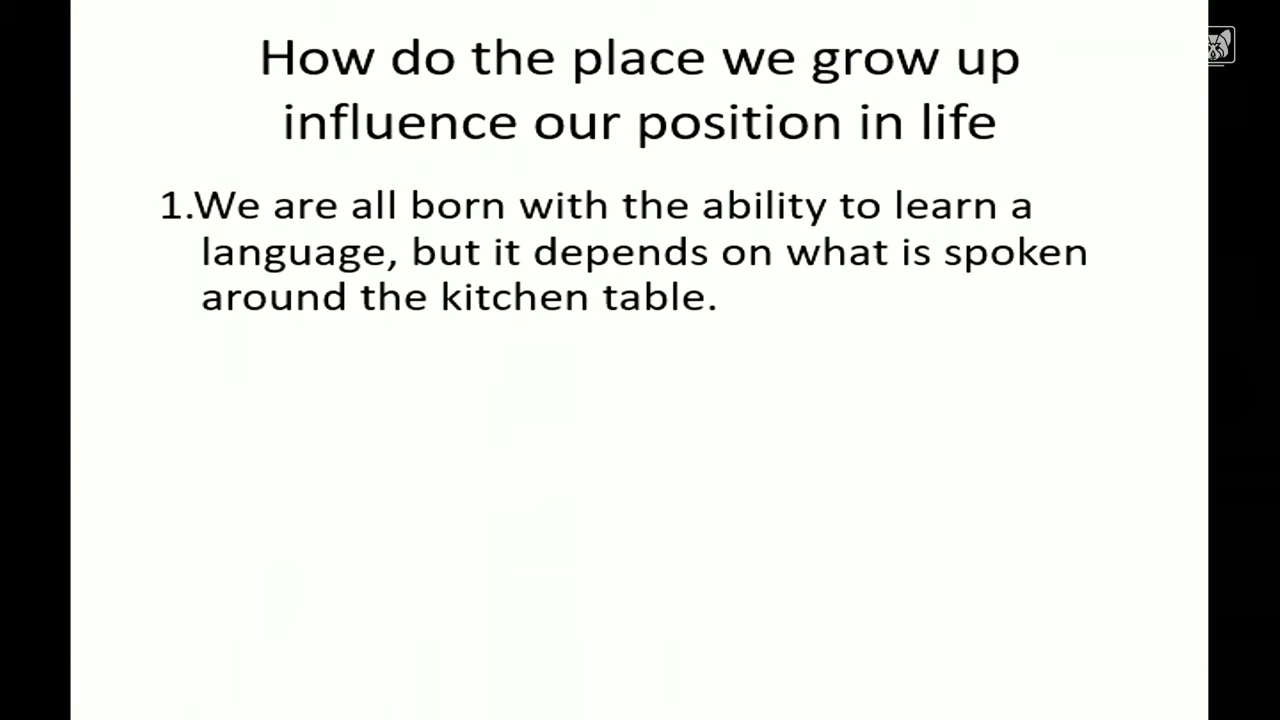 How do the place we grow up
influence our position in life
1.We are all born with the ability to learn a
language, but it depends on what is spoken
around the kitchen table.